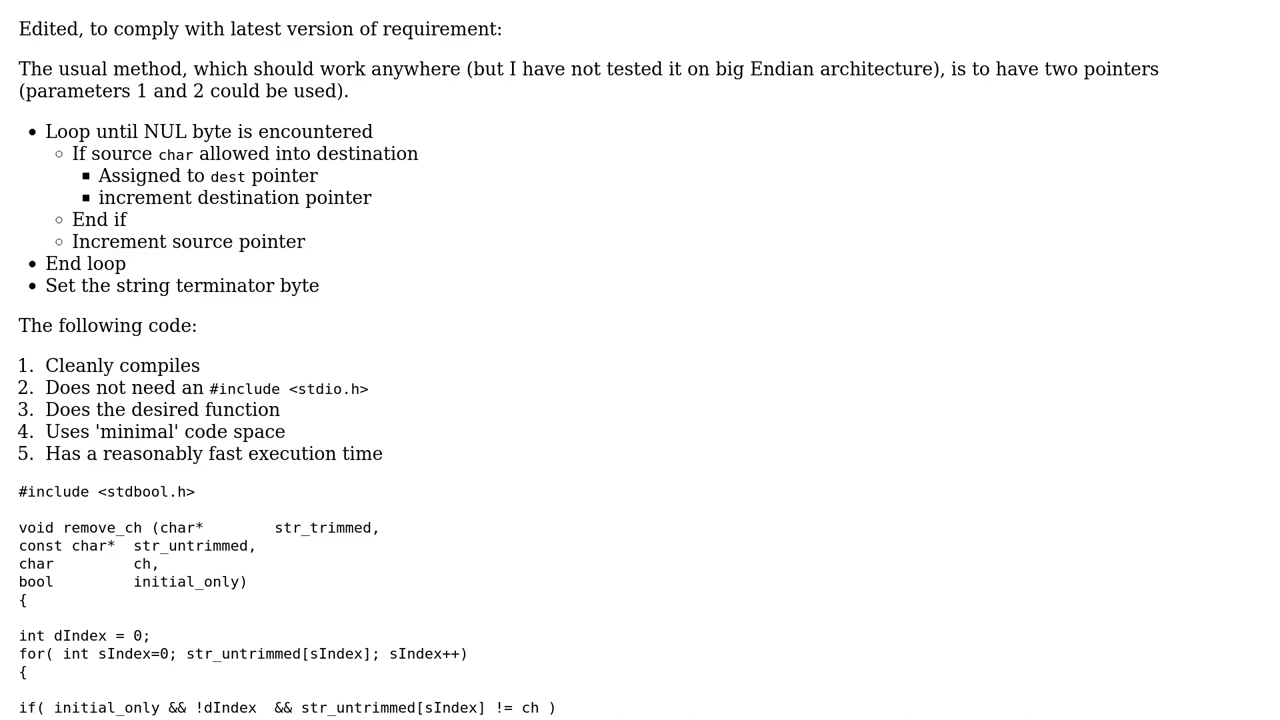 Edited, to comply with latest version of requirement:
The usual method, which should work anywhere (but I have not tested it on big Endian architecture), is to have two pointers
(parameters 1 and 2 could be used).
• Loop until NUL byte is encountered
◦ If source char allowed into destination
▪ Assigned to dest pointer
▪ increment destination pointer
◦ End if
◦ Increment source pointer
• End loop
• Set the string terminator byte
The following code:
1. Cleanly compiles
2. Does not need an #include <stdio.h>
3. Does the desired function
4. Uses 'minimal' code space
5. Has a reasonably fast execution time
#include <stdbool.h>
void remove_ch (char*        str_trimmed,
const char*  str_untrimmed,
char         ch,
bool         initial_only)
{
int dIndex = 0;
for( int sIndex=0; str_untrimmed[sIndex]; sIndex++)
{
if( initial_only && !dIndex  && str_untrimmed[sIndex] != ch )